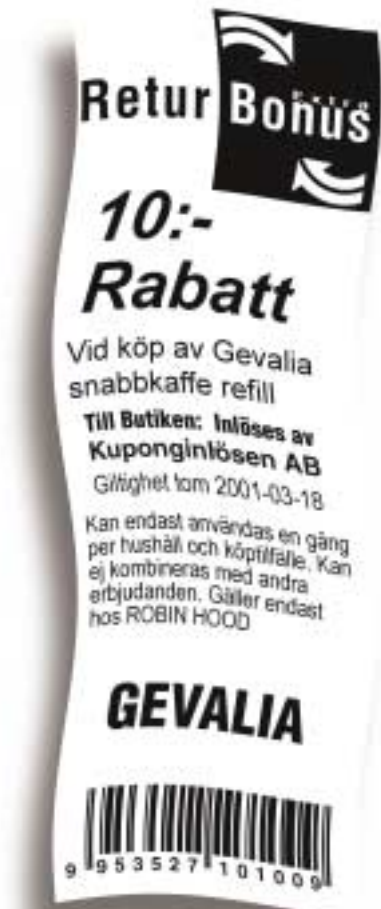 Retur Bonus
extra
10:-
Rabatt
Vid köp av Gevalia
snabbkaffe refill
Till Butiken: Inlöses av
Kuponginlösen AB
Giltighet tom 2001-03-18
Kan endast användas en gång
per hushåll och köptillfälle. Kan
ej kombineras med andra
erbjudanden. Gäller endast
hos ROBIN HOOD
GEVALIA
9 953527 101009